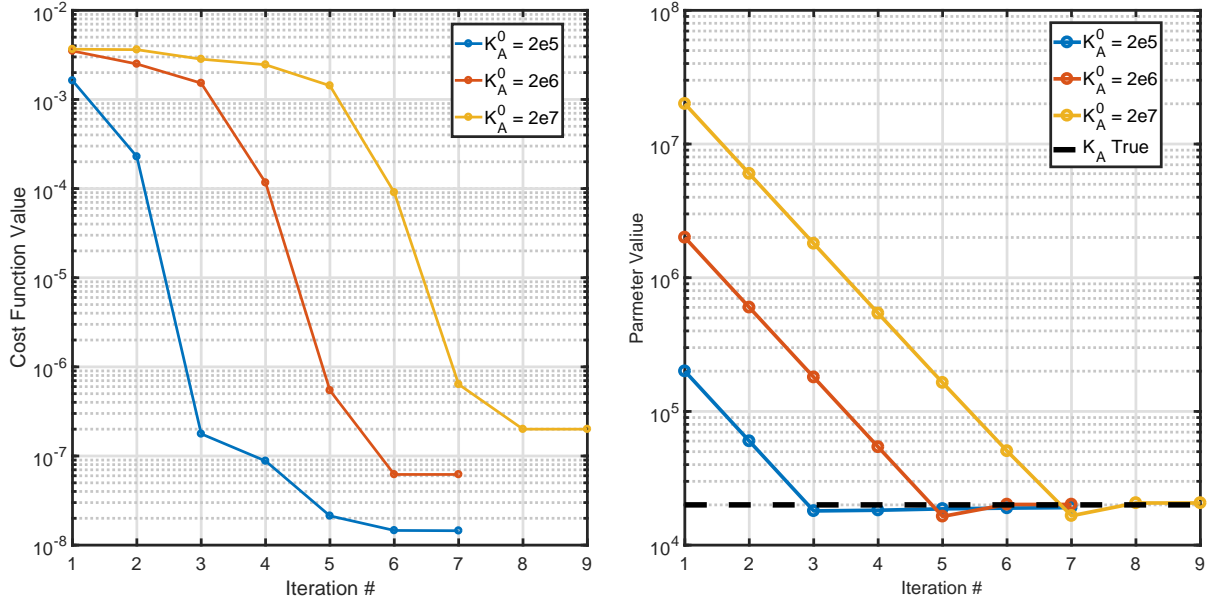 10^-2
10^-3
10^-4
10^-5
10^-6
10^-7
10^-8
Cost Function Value
K_A^0 = 2e5
K_A^0 = 2e6
K_A^0 = 2e7
1 2 3 4 5 6 7 8 9
Iteration #
10^8
10^7
10^6
10^5
10^4
Parmeter Valiue
K_A^0 = 2e5
K_A^0 = 2e6
K_A^0 = 2e7
K_A True
1 2 3 4 5 6 7 8 9
Iteration #